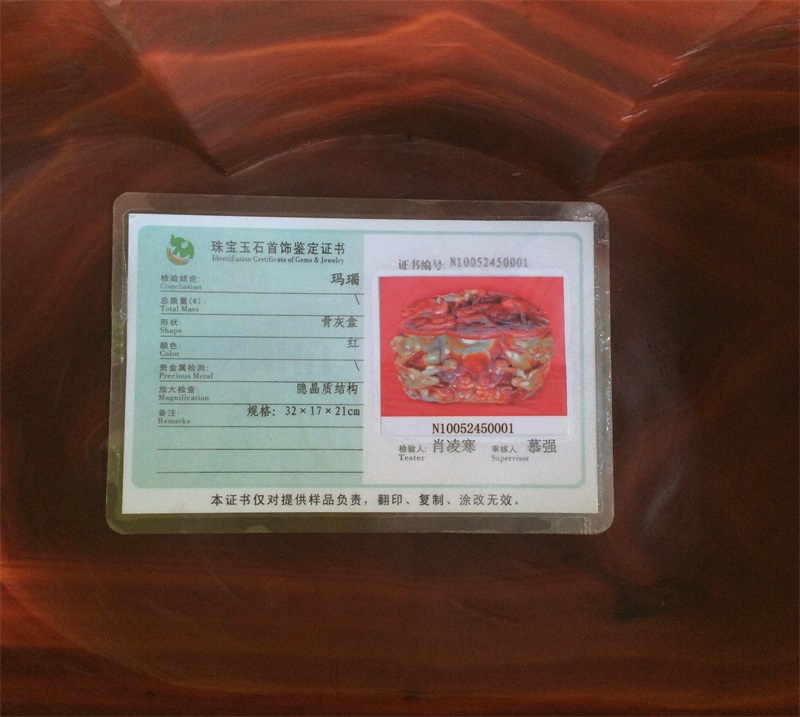 珠宝玉石首饰鉴定证书
Identifiation Certificate of Gems & Jewelry
检验结论: 玛瑙
Conclusion
总质量(g): \
Total Mass
形状: 骨灰盒
Shape
颜色: 红
Color
贵金属检测: \
Precious Metal
放大检查: 隐晶质结构
Magnification
备注: 规格: 32×17×21cm
Remarks
证书编号 N10052450001
N10052450001
检验人: 肖凌寒 审核人: 慕强
Tester Supervisor
本证书仅对提供样品负责，翻印、复制、涂改无效。